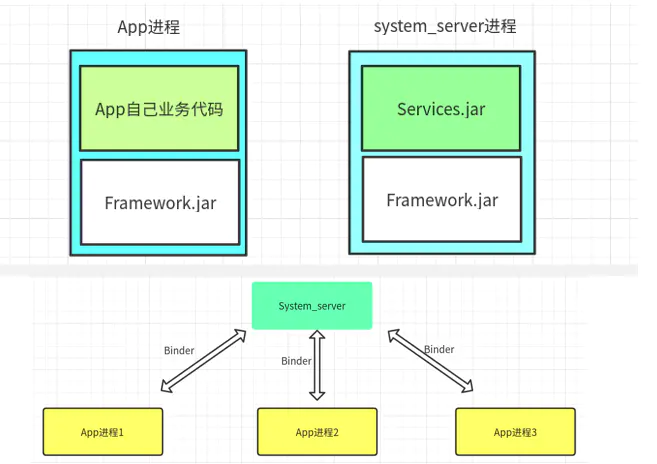 App进程
system_server进程
App自己业务代码
Services.jar
Framework.jar
Framework.jar
System_server
Binder
Binder
Binder
App进程1
App进程2
App进程3